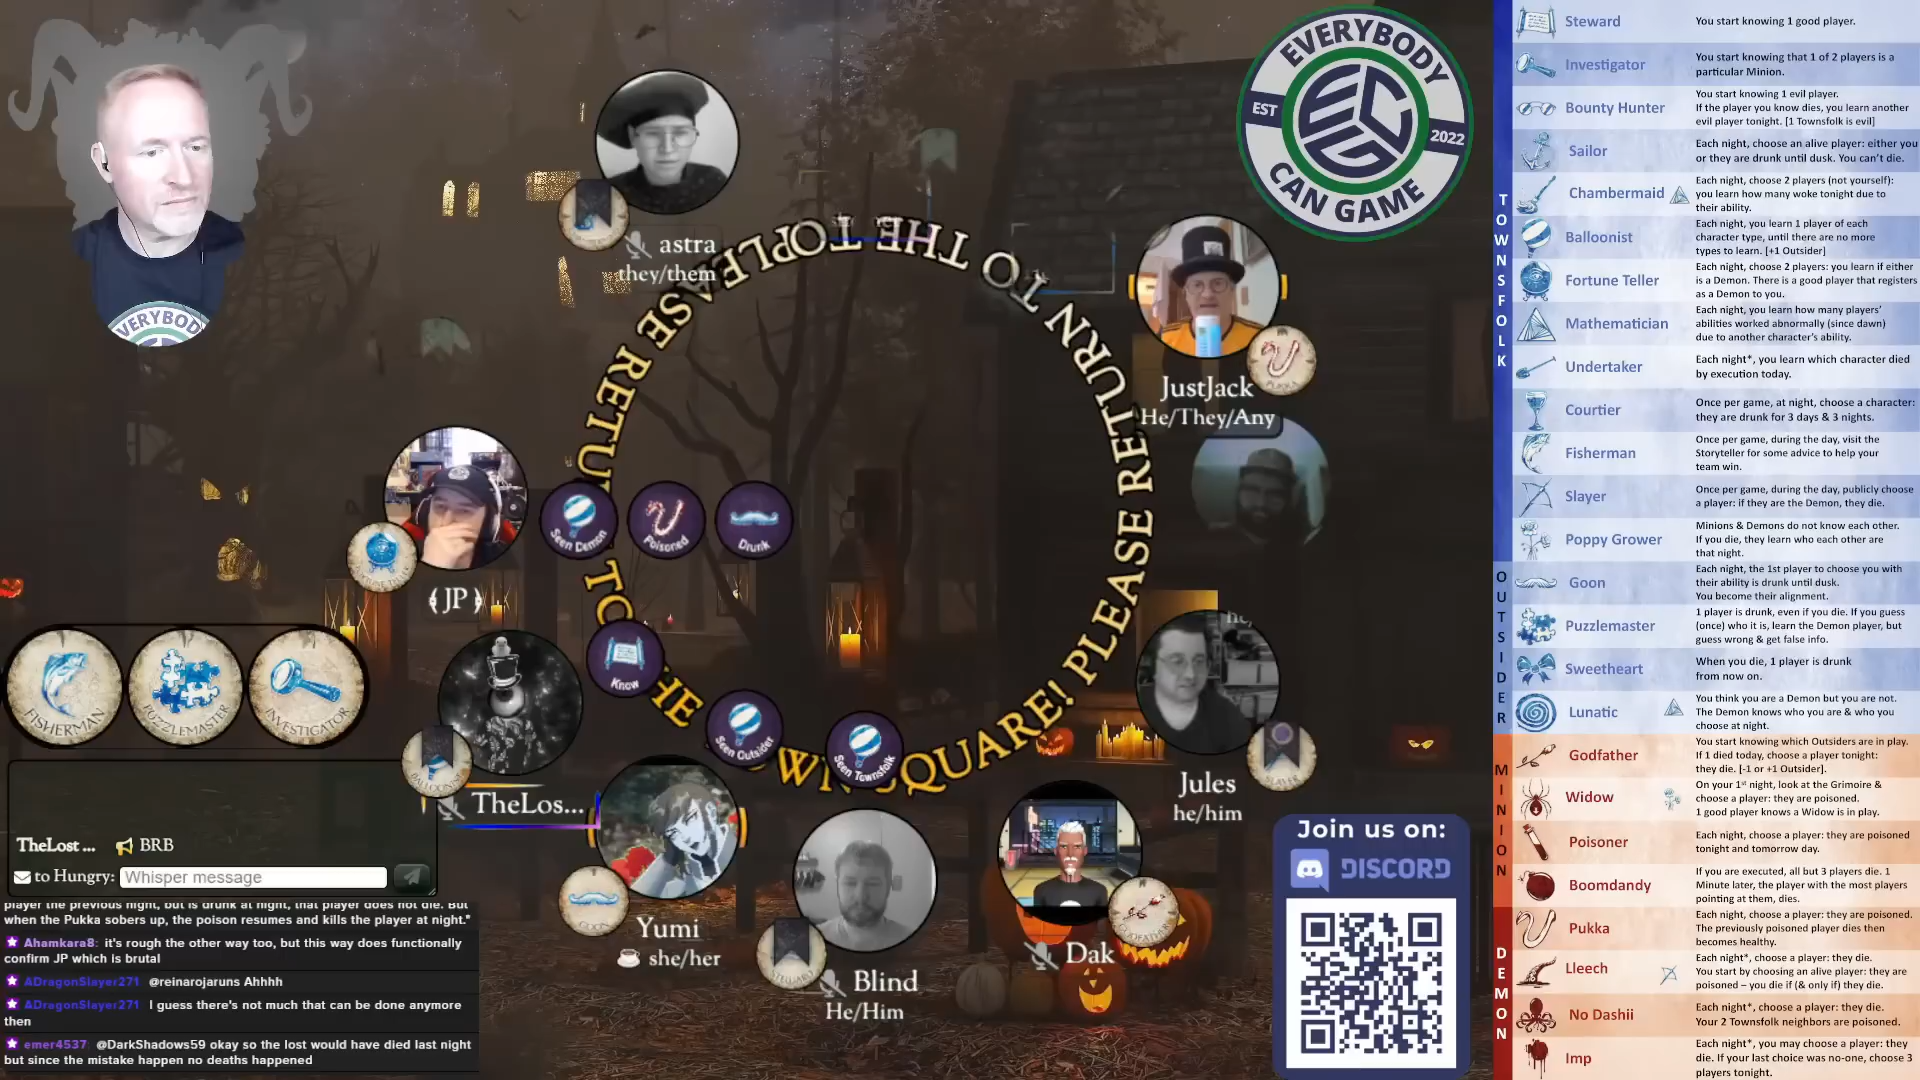 EVERYBODY
CAN GAME
EST
2022
ECG
PLEASE RETURN TO THE
PLEASE RETURN TO THE TOWN SQUARE!
astra
they/them
JustJack
He/They/Any
PUKKA
JP
Seen Demon
Poisoned
Drunk
Know
Seen Outsider
Seen Townsfolk
FISHERMAN
PUZZLEMASTER
INVESTIGATOR
TheLos...
Yumi
she/her
GOON
Blind
He/Him
STEWARD
Dak
GODFATHER
Jules
he/him
SLAYER
VERYBOD
TheLost ... BRB
to Hungry: Whisper message
player the previous night, but is drunk at night, that player does not die. But
when the Pukka sobers up, the poison resumes and kills the player at night."
Ahamkara8: it's rough the other way too, but this way does functionally
confirm JP which is brutal
ADragonSlayer271 @reinarojaruns Ahhhh
ADragonSlayer271 I guess there's not much that can be done anymore
then
emer4537: @DarkShadows59 okay so the lost would have died last night
but since the mistake happen no deaths happened
Join us on:
DISCORD
TOWNSFOLK
Steward You start knowing 1 good player.
Investigator You start knowing that 1 of 2 players is a
particular Minion.
Bounty Hunter You start knowing 1 evil player.
If the player you know dies, you learn another
evil player tonight. [1 Townsfolk is evil]
Sailor Each night, choose an alive player: either you
or they are drunk until dusk. You can't die.
Chambermaid Each night, choose 2 players (not yourself):
you learn how many woke tonight due to
their ability.
Balloonist Each night, you learn 1 player of each
character type, until there are no more
types to learn. [+1 Outsider]
Fortune Teller Each night, choose 2 players: you learn if either
is a Demon. There is a good player that registers
as a Demon to you.
Mathematician Each night, you learn how many players'
abilities worked abnormally (since dawn)
due to another character's ability.
Undertaker Each night*, you learn which character died
by execution today.
Courtier Once per game, at night, choose a character:
they are drunk for 3 days & 3 nights.
Fisherman Once per game, during the day, visit the
Storyteller for some advice to help your
team win.
Slayer Once per game, during the day, publicly choose
a player: if they are the Demon, they die.
Poppy Grower Minions & Demons do not know each other.
If you die, they learn who each other are
that night.
OUTSIDER
Goon Each night, the 1st player to choose you with
their ability is drunk until dusk.
You become their alignment.
Puzzlemaster 1 player is drunk, even if you die. If you guess
(once) who it is, learn the Demon player, but
guess wrong & get false info.
Sweetheart When you die, 1 player is drunk
from now on.
Lunatic You think you are a Demon but you are not.
The Demon knows who you are & who you
choose at night.
MINION
Godfather You start knowing which Outsiders are in play.
If 1 died today, choose a player tonight:
they die. [-1 or +1 Outsider].
Widow On your 1st night, look at the Grimoire &
choose a player: they are poisoned.
1 good player knows a Widow is in play.
Poisoner Each night, choose a player: they are poisoned
tonight and tomorrow day.
Boomdandy If you are executed, all but 3 players die. 1
Minute later, the player with the most players
pointing at them, dies.
DEMON
Pukka Each night, choose a player: they are poisoned.
The previously poisoned player dies then
becomes healthy.
Lleech Each night*, choose a player: they die.
You start by choosing an alive player: they are
poisoned – you die if (& only if) they die.
No Dashii Each night*, choose a player: they die.
Your 2 Townsfolk neighbors are poisoned.
Imp Each night*, you may choose a player: they
die. If your last choice was no-one, choose 3
players tonight.